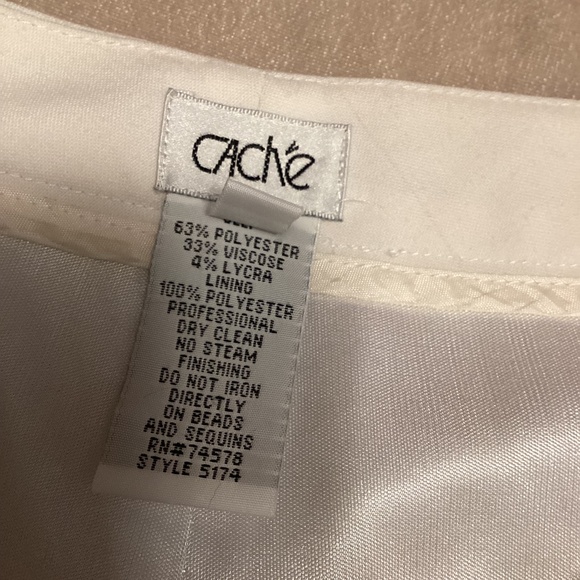 CAChé
63% POLYESTER
33% VISCOSE
4% LYCRA
LINING
100% POLYESTER
PROFESSIONAL
DRY CLEAN
NO STEAM
FINISHING
DO NOT IRON
DIRECTLY
ON BEADS
AND SEQUINS
RN#74578
STYLE 5174